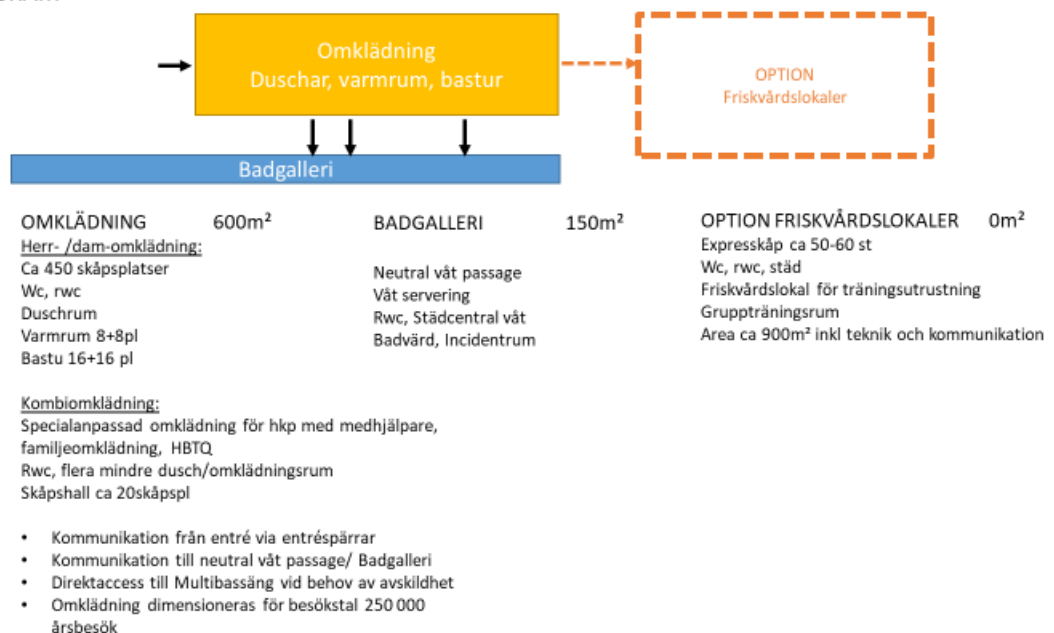 Omklädning
Duschar, varmrum, bastur
OPTION
Friskvårdslokaler
Badgalleri
OMKLÄDNING 600m²
Herr- /dam-omklädning:
Ca 450 skåpsplatser
Wc, rwc
Duschrum
Varmrum 8+8pl
Bastu 16+16 pl
Kombiomklädning:
Specialanpassad omklädning för hkp med medhjälpare,
familjeomklädning, HBTQ
Rwc, flera mindre dusch/omklädningsrum
Skåpshall ca 20skåpspl
• Kommunikation från entré via entréspärrar
• Kommunikation till neutral våt passage/ Badgalleri
• Direktaccess till Multibassäng vid behov av avskildhet
• Omklädning dimensioneras för besökstal 250 000
årsbesök
BADGALLERI 150m²
Neutral våt passage
Våt servering
Rwc, Städcentral våt
Badvärd, Incidentrum
OPTION FRISKVÅRDSLOKALER 0m²
Expresskåp ca 50-60 st
Wc, rwc, städ
Friskvårdslokal för träningsutrustning
Gruppträningsrum
Area ca 900m² inkl teknik och kommunikation